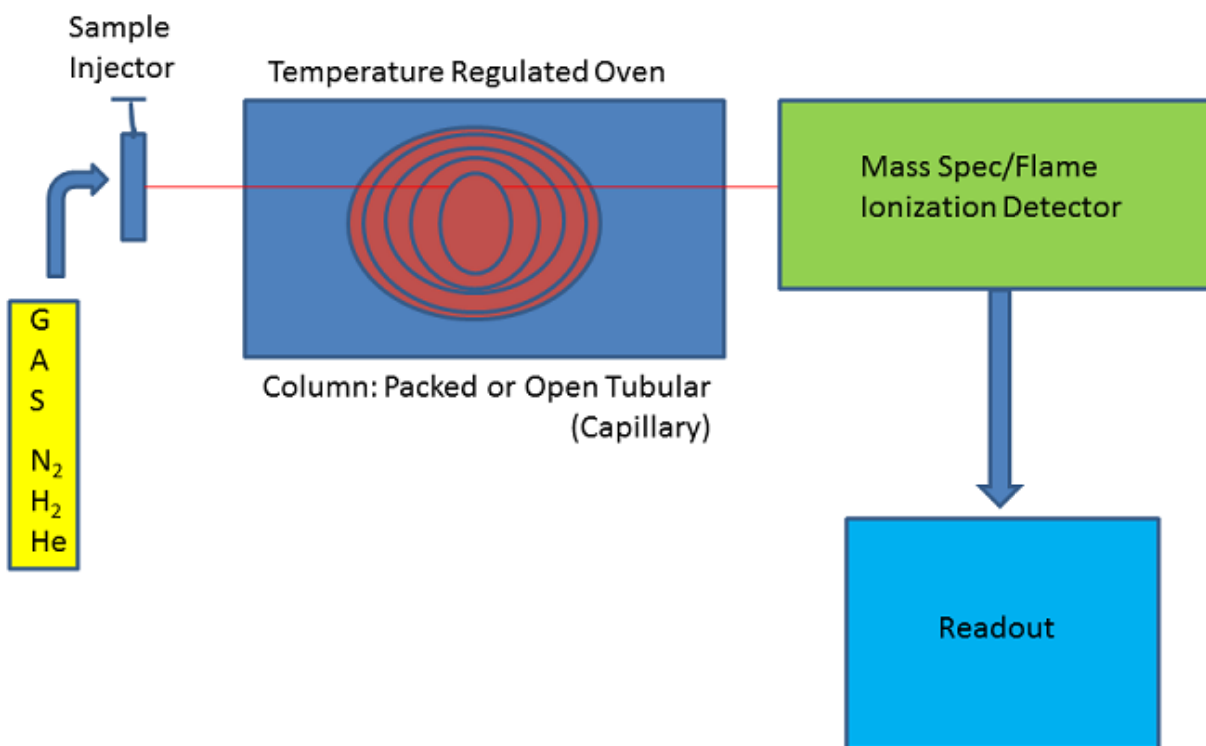 Sample
Injector
Temperature Regulated Oven
Mass Spec/Flame
Ionization Detector
G
A
S
N₂
H₂
He
Column: Packed or Open Tubular
(Capillary)
Readout